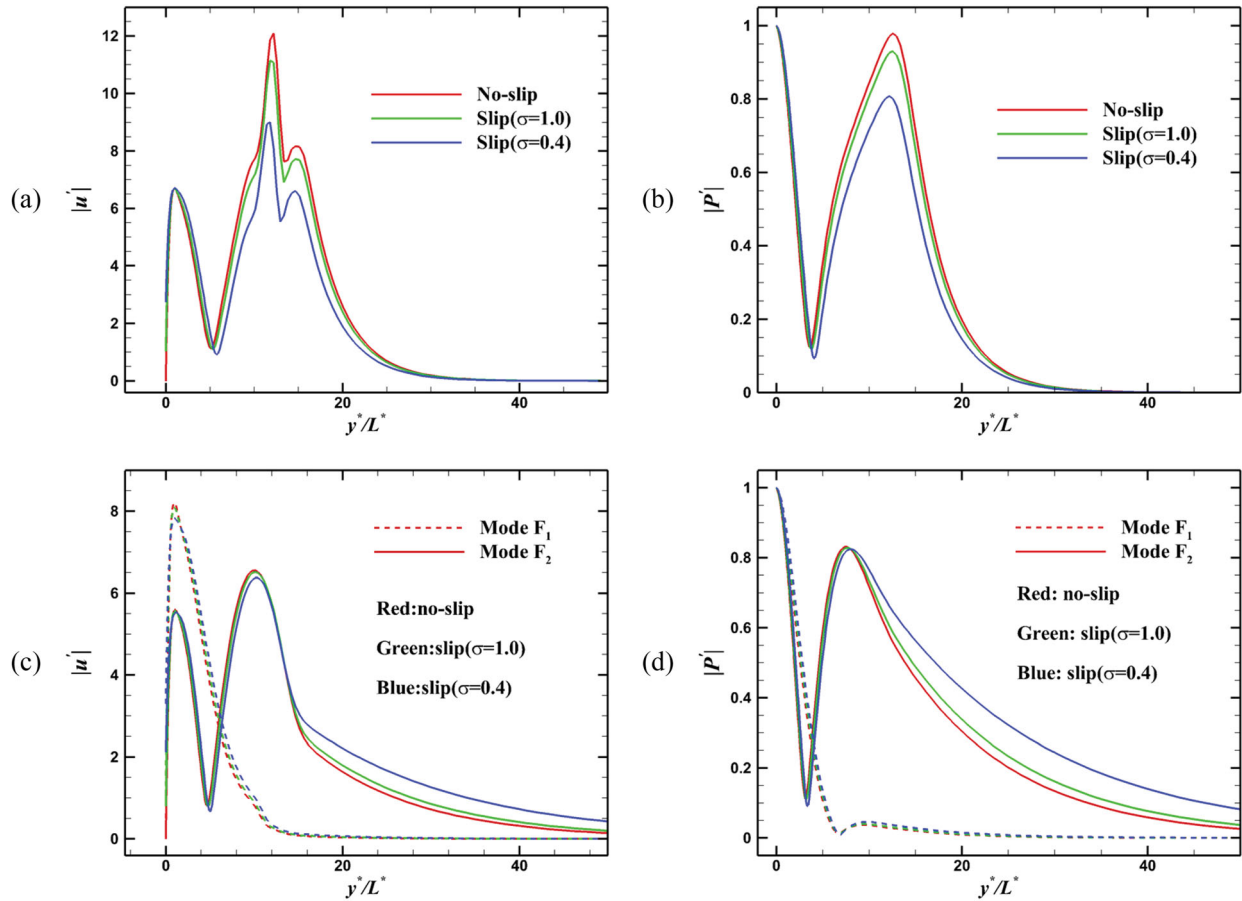 (a)
|u'|
12
10
8
6
4
2
0
0
20
40
y*/L*
No-slip
Slip(σ=1.0)
Slip(σ=0.4)
(b)
|P'|
1
0.8
0.6
0.4
0.2
0
0
20
40
y*/L*
No-slip
Slip(σ=1.0)
Slip(σ=0.4)
(c)
|u'|
8
6
4
2
0
0
20
40
y*/L*
Mode F1
Mode F2
Red:no-slip
Green:slip(σ=1.0)
Blue:slip(σ=0.4)
(d)
|P'|
1
0.8
0.6
0.4
0.2
0
0
20
40
y*/L*
Mode F1
Mode F2
Red: no-slip
Green: slip(σ=1.0)
Blue: slip(σ=0.4)